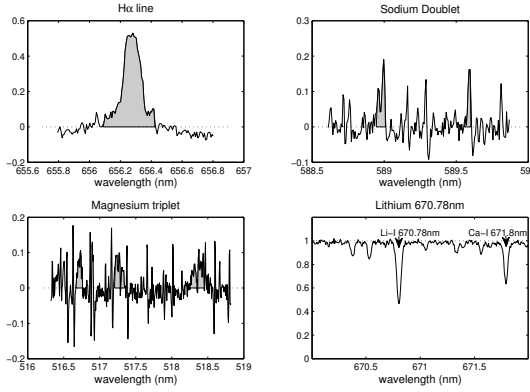 Hα line
0.6
0.4
0.2
0
−0.2
655.6 655.8 656 656.2 656.4 656.6 656.8 657
wavelength (nm)
Sodium Doublet
0.3
0.2
0.1
0
−0.1
588.5 589 589.5 59
wavelength (nm)
Magnesium triplet
0.2
0.1
0
−0.1
−0.2
516 516.5 517 517.5 518 518.5 519
wavelength (nm)
Lithium 670.78nm
Li−I 670.78nm Ca−I 671.8nm
1
0.8
0.6
0.4
0.2
0
670.5 671 671.5
wavelength (nm)